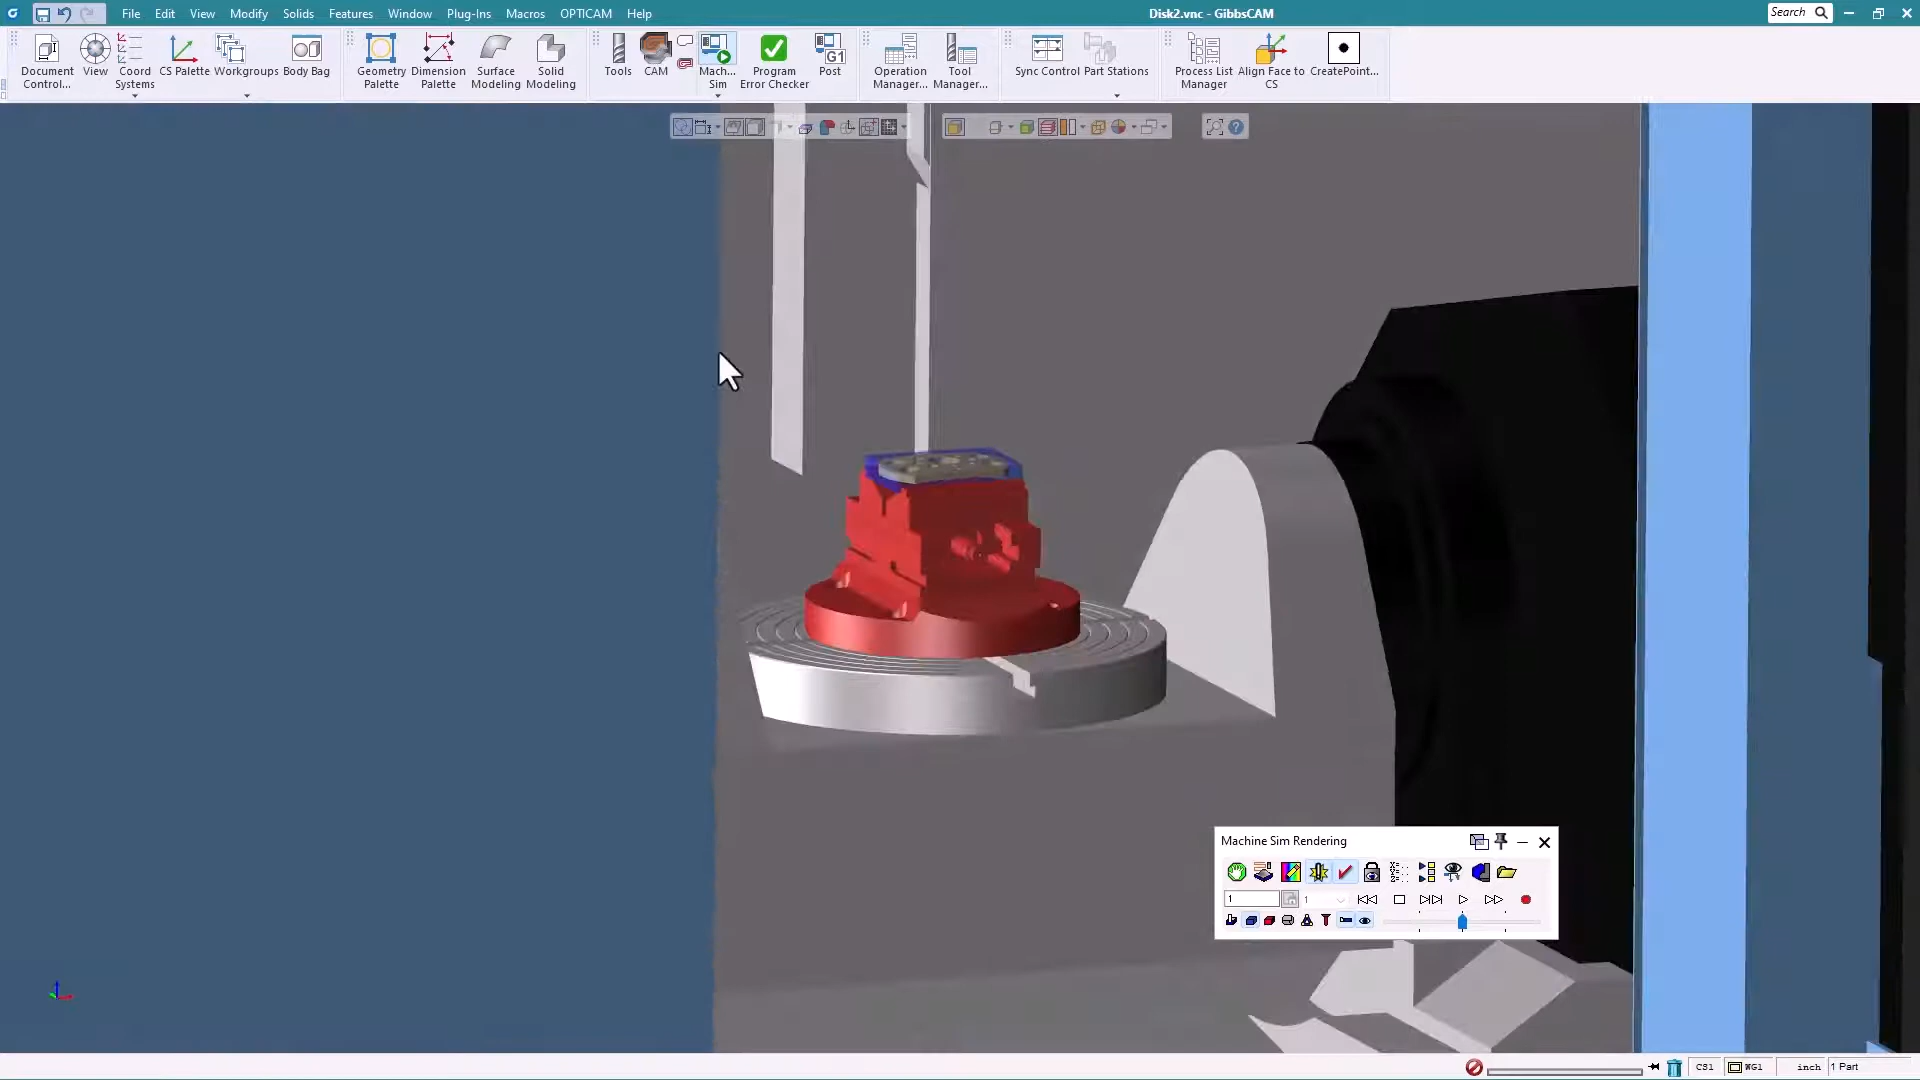 File Edit View Modify Solids Features Window Plug-Ins Macros OPTICAM Help
Disk2.vnc - GibbsCAM
Search
Document Control...
View
Coord Systems
CS Palette
Workgroups
Body Bag
Geometry Palette
Dimension Palette
Surface Modeling
Solid Modeling
Tools
CAM
Mach... Sim
Program Error Checker
G1
Post
Operation Manager...
Tool Manager...
Sync Control
Part Stations
Process List Manager
Align Face to CS
CreatePoint...
Machine Sim Rendering
1
1
CS1
WG1
inch
1 Part